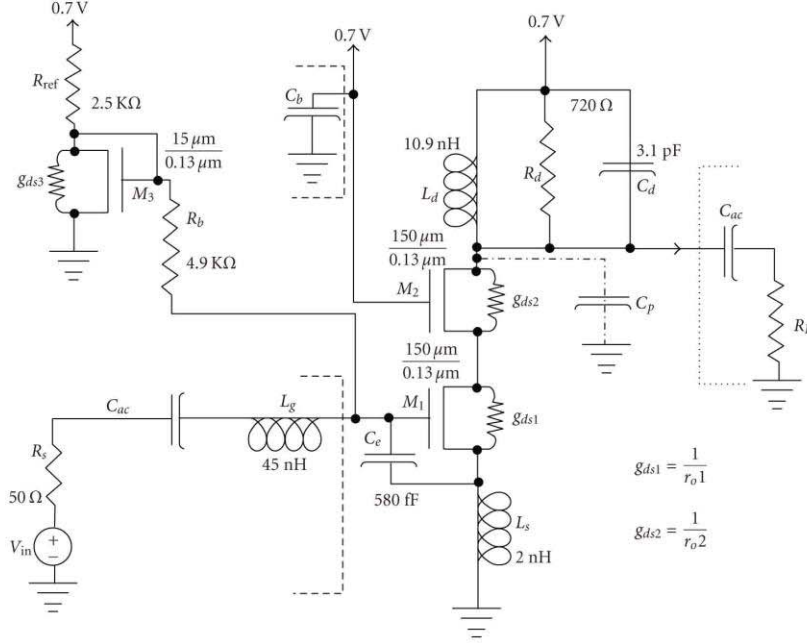 0.7 V
R_ref
2.5 KΩ
15 μm
0.13 μm
g_ds3
M_3
R_b
4.9 KΩ
0.7 V
C_b
0.7 V
720 Ω
10.9 nH
L_d
R_d
3.1 pF
C_d
C_ac
150 μm
0.13 μm
M_2
g_ds2
C_p
150 μm
0.13 μm
M_1
g_ds1
C_ac
L_g
45 nH
C_e
580 fF
R_s
50 Ω
V_in
+
−
L_s
2 nH
g_ds1 = 1/r_o1
g_ds2 = 1/r_o2